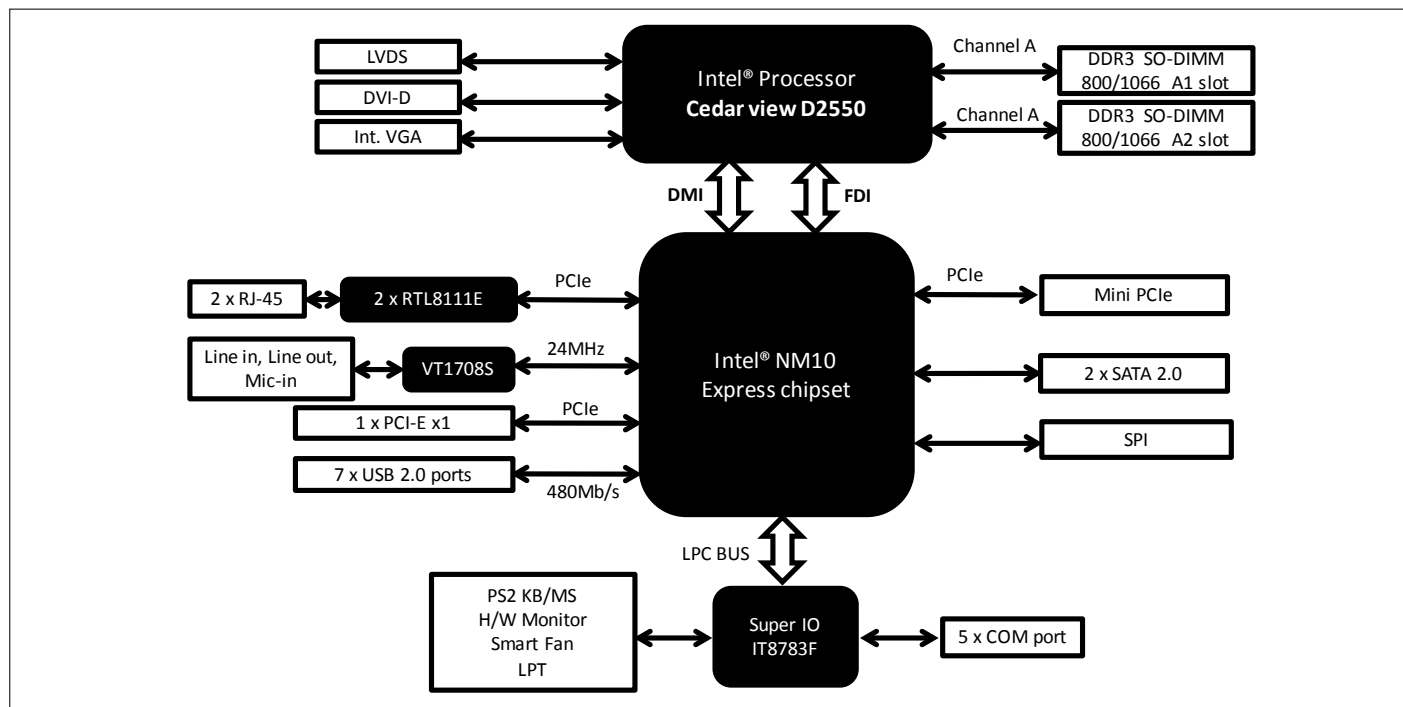 LVDS
DVI-D
Int. VGA
Intel® Processor
Cedar view D2550
Channel A
DDR3 SO-DIMM
800/1066 A1 slot
Channel A
DDR3 SO-DIMM
800/1066 A2 slot
DMI
FDI
2 x RJ-45
2 x RTL8111E
PCIe
Line in, Line out,
Mic-in
VT1708S
24MHz
1 x PCI-E x1
PCIe
7 x USB 2.0 ports
480Mb/s
Intel® NM10
Express chipset
PCIe
Mini PCIe
2 x SATA 2.0
SPI
LPC BUS
PS2 KB/MS
H/W Monitor
Smart Fan
LPT
Super IO
IT8783F
5 x COM port